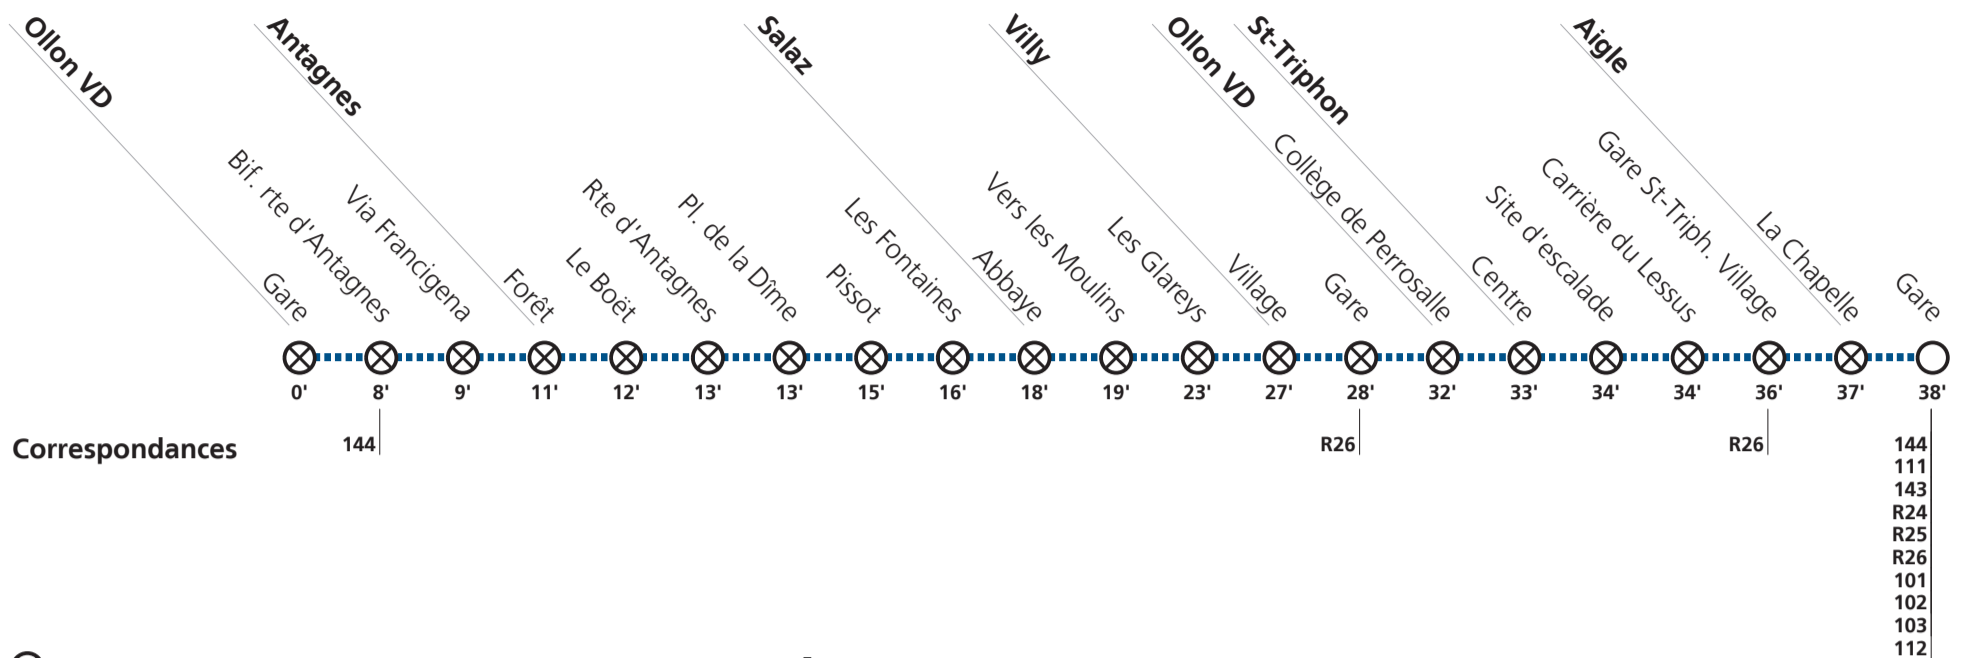 Ollon VD
Antagnes
Salaz
Villy
Ollon VD
St-Triphon
Aigle
Gare
Bif. rte d'Antagnes
Via Francigena
Forêt
Le Boët
Rte d'Antagnes
Pl. de la Dîme
Pissot
Les Fontaines
Abbaye
Vers les Moulins
Les Glareys
Village
Gare
Collège de Perrosalle
Centre
Site d'escalade
Carrière du Lessus
Gare St-Triph. Village
La Chapelle
Gare
0' 8' 9' 11' 12' 13' 13' 15' 16' 18' 19' 23' 27' 28' 32' 33' 34' 34' 36' 37' 38'
Correspondances 144 R26 R26 144
111
143
R24
R25
R26
101
102
103
112